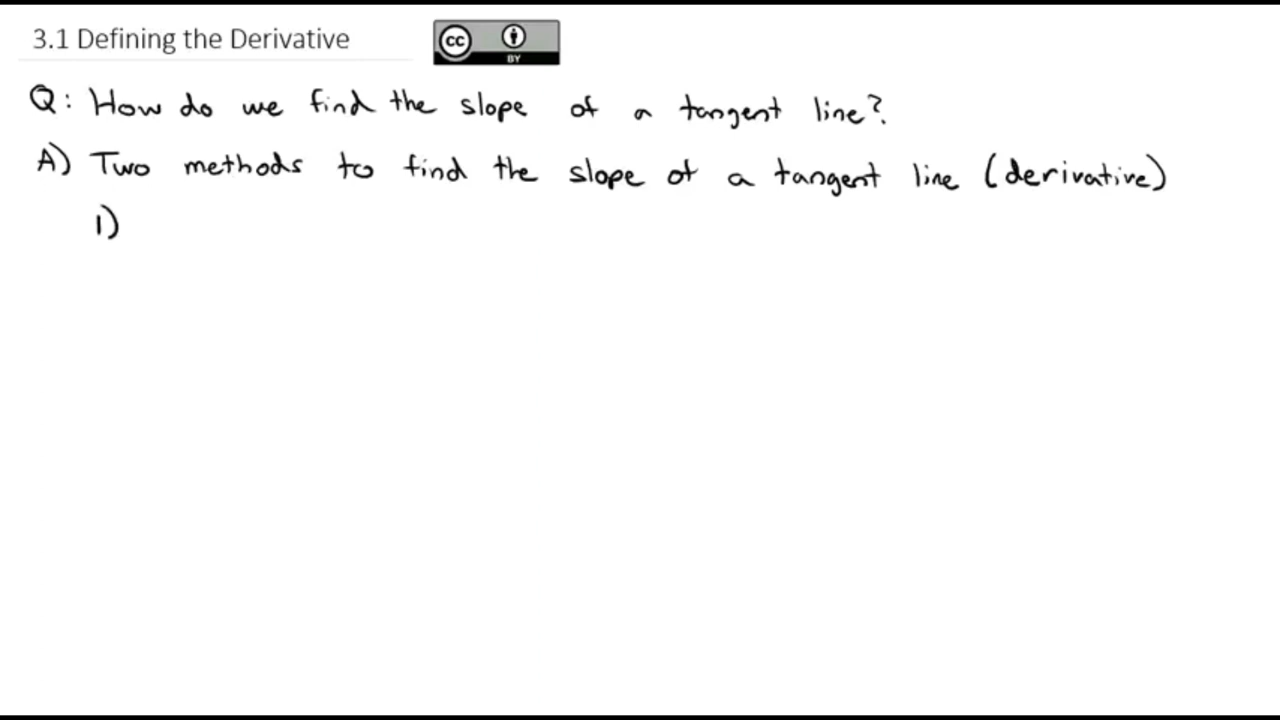 3.1 Defining the Derivative
cc BY
Q: How do we find the slope of a tangent line?
A) Two methods to find the slope of a tangent line (derivative)
1)